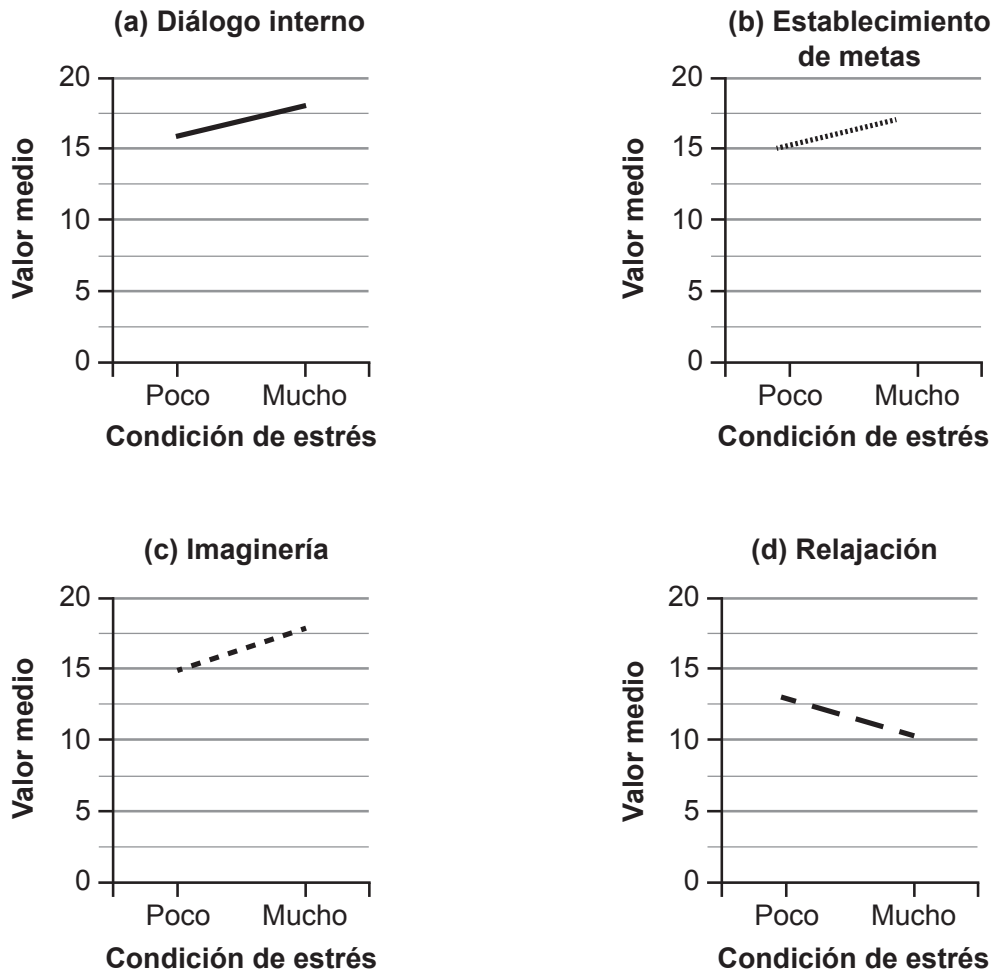 (a) Diálogo interno
20
15
10
5
0
Valor medio
Poco Mucho
Condición de estrés
(b) Establecimiento
de metas
20
15
10
5
0
Valor medio
Poco Mucho
Condición de estrés
(c) Imaginería
20
15
10
5
0
Valor medio
Poco Mucho
Condición de estrés
(d) Relajación
20
15
10
5
0
Valor medio
Poco Mucho
Condición de estrés